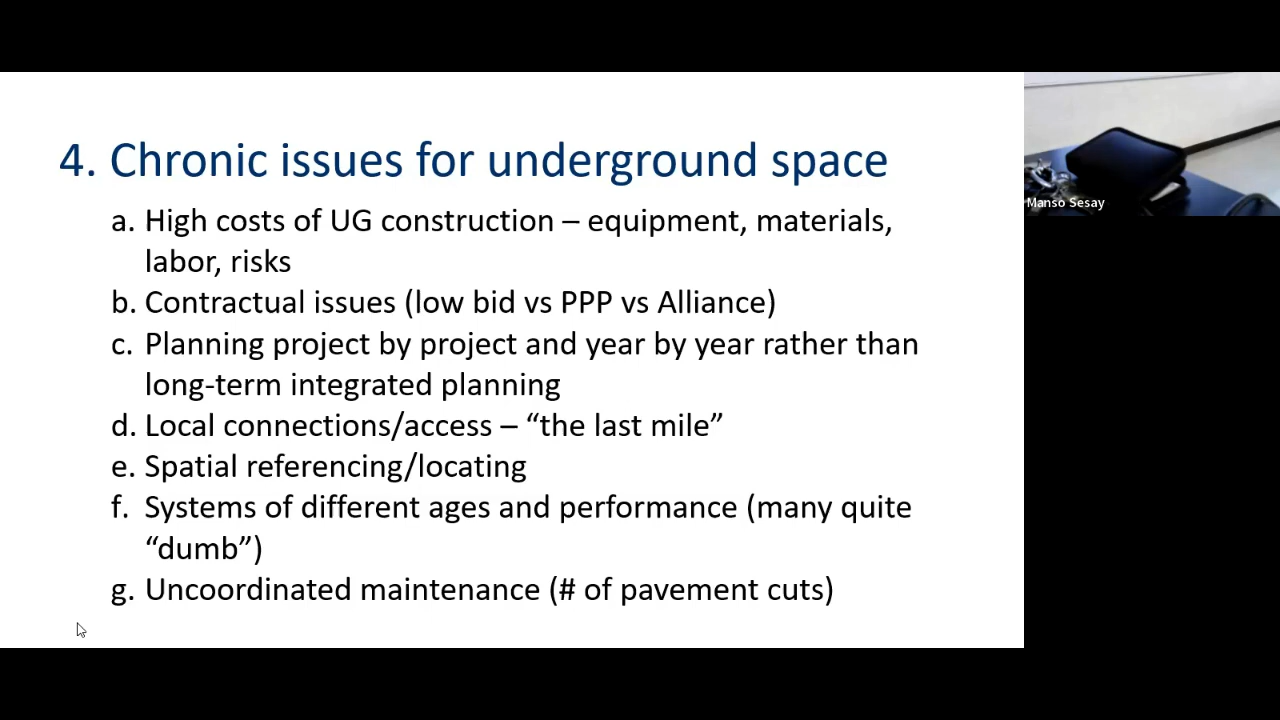 4. Chronic issues for underground space
a. High costs of UG construction – equipment, materials,
labor, risks
b. Contractual issues (low bid vs PPP vs Alliance)
c. Planning project by project and year by year rather than
long-term integrated planning
d. Local connections/access – “the last mile”
e. Spatial referencing/locating
f. Systems of different ages and performance (many quite
“dumb”)
g. Uncoordinated maintenance (# of pavement cuts)
Manso Sesay